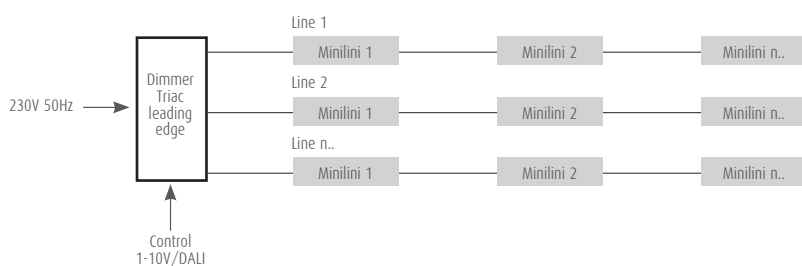 Line 1
Minilini 1
Minilini 2
Minilini n..
Dimmer
Triac
leading
edge
230V 50Hz
Line 2
Minilini 1
Minilini 2
Minilini n..
Line n..
Minilini 1
Minilini 2
Minilini n..
Control
1-10V/DALI